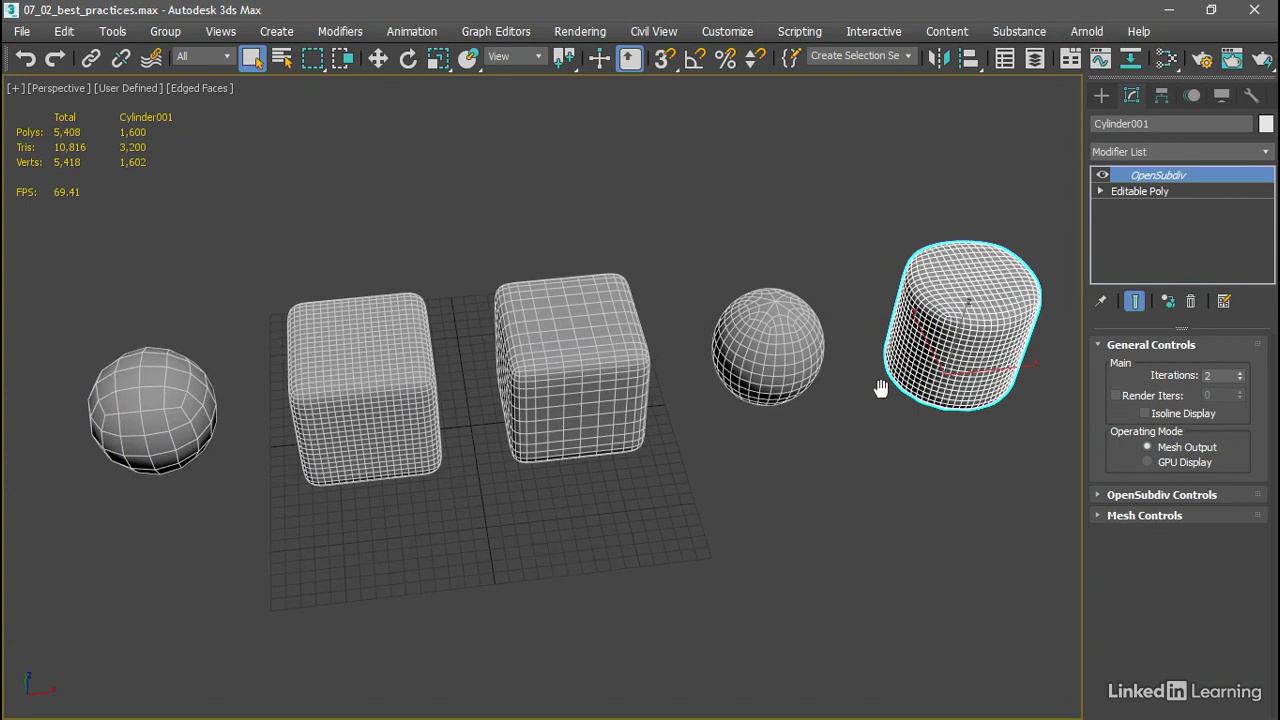 07_02_best_practices.max - Autodesk 3ds Max
File Edit Tools Group Views Create Modifiers Animation Graph Editors Rendering Civil View Customize Scripting Interactive Content Substance Arnold Help
All View Create Selection Se
[+] [Perspective] [User Defined] [Edged Faces]
Total Cylinder001
Polys: 5,408 1,600
Tris: 10,816 3,200
Verts: 5,418 1,602
FPS: 69.41
Cylinder001
Modifier List
OpenSubdiv
Editable Poly
General Controls
Main
Iterations: 2
Render Iters: 0
Isoline Display
Operating Mode
Mesh Output
GPU Display
OpenSubdiv Controls
Mesh Controls
z
x
z
x
LinkedIn Learning